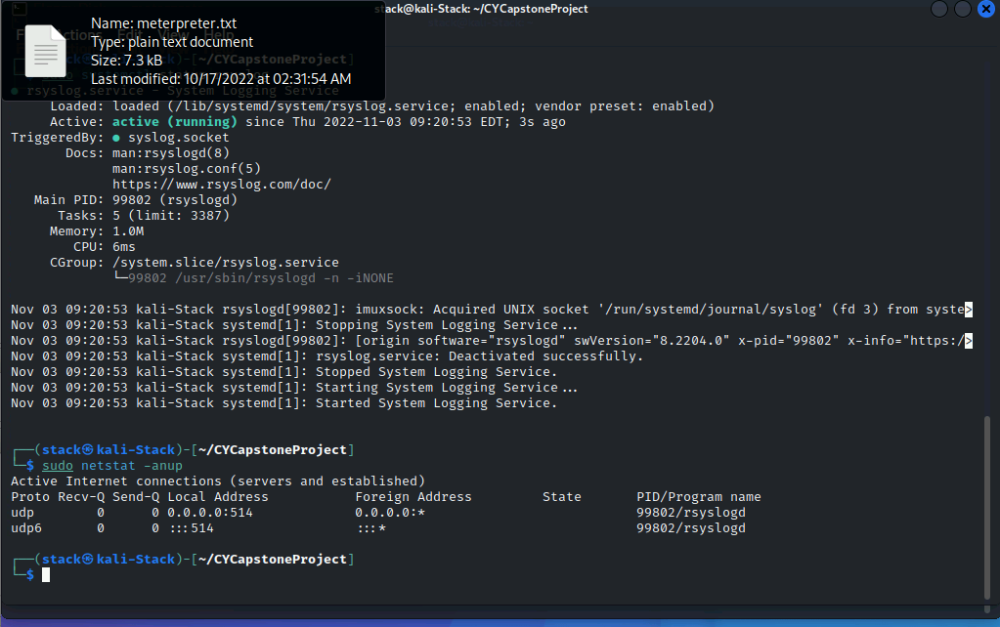 stack@kali-Stack: ~/CYCapstoneProject
Name: meterpreter.txt
Type: plain text document
Size: 7.3 kB
Last modified: 10/17/2022 at 02:31:54 AM
File Actions Edit View Help
kali-Stack)-[~/CYCapstoneProject]
● rsyslog.service - System Logging Service
Loaded: loaded (/lib/systemd/system/rsyslog.service; enabled; vendor preset: enabled)
Active: active (running) since Thu 2022-11-03 09:20:53 EDT; 3s ago
TriggeredBy: ● syslog.socket
Docs: man:rsyslogd(8)
man:rsyslog.conf(5)
https://www.rsyslog.com/doc/
Main PID: 99802 (rsyslogd)
Tasks: 5 (limit: 3387)
Memory: 1.0M
CPU: 6ms
CGroup: /system.slice/rsyslog.service
└─99802 /usr/sbin/rsyslogd -n -iNONE
Nov 03 09:20:53 kali-Stack rsyslogd[99802]: imuxsock: Acquired UNIX socket '/run/systemd/journal/syslog' (fd 3) from syste>
Nov 03 09:20:53 kali-Stack systemd[1]: Stopping System Logging Service...
Nov 03 09:20:53 kali-Stack rsyslogd[99802]: [origin software="rsyslogd" swVersion="8.2204.0" x-pid="99802" x-info="https:/>
Nov 03 09:20:53 kali-Stack systemd[1]: rsyslog.service: Deactivated successfully.
Nov 03 09:20:53 kali-Stack systemd[1]: Stopped System Logging Service.
Nov 03 09:20:53 kali-Stack systemd[1]: Starting System Logging Service...
Nov 03 09:20:53 kali-Stack systemd[1]: Started System Logging Service.
┌──(stack㉿kali-Stack)-[~/CYCapstoneProject]
└─$ sudo netstat -anup
Active Internet connections (servers and established)
Proto Recv-Q Send-Q Local Address Foreign Address State PID/Program name
udp 0 0 0.0.0.0:514 0.0.0.0:* 99802/rsyslogd
udp6 0 0 :::514 :::* 99802/rsyslogd
┌──(stack㉿kali-Stack)-[~/CYCapstoneProject]
└─$